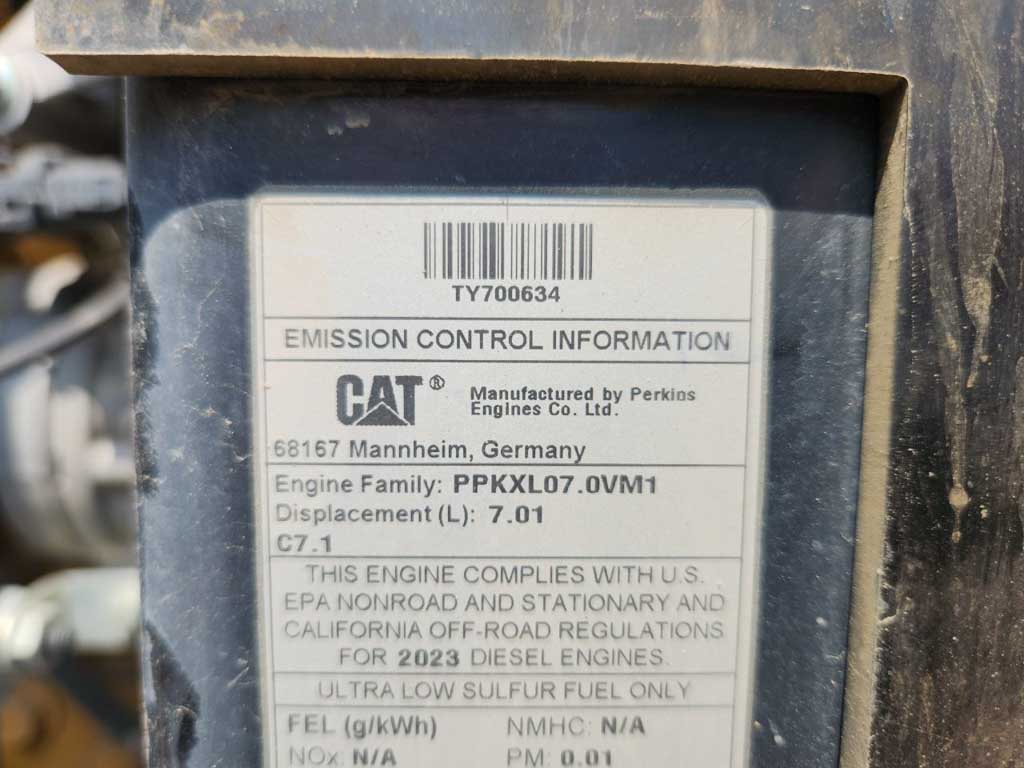 TY700634
EMISSION CONTROL INFORMATION
CAT® Manufactured by Perkins
Engines Co. Ltd.
68167 Mannheim, Germany
Engine Family: PPKXL07.0VM1
Displacement (L): 7.01
C7.1
THIS ENGINE COMPLIES WITH U.S.
EPA NONROAD AND STATIONARY AND
CALIFORNIA OFF-ROAD REGULATIONS
FOR 2023 DIESEL ENGINES.
ULTRA LOW SULFUR FUEL ONLY
FEL (g/kWh) NMHC: N/A
NOx: N/A PM: 0.01